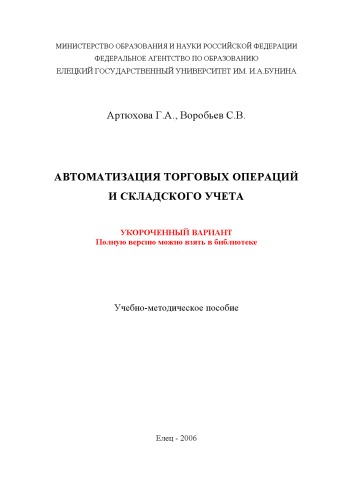 МИНИСТЕРСТВО ОБРАЗОВАНИЯ И НАУКИ РОССИЙСКОЙ ФЕДЕРАЦИИ
ФЕДЕРАЛЬНОЕ АГЕНТСТВО ПО ОБРАЗОВАНИЮ
ЕЛЕЦКИЙ ГОСУДАРСТВЕННЫЙ УНИВЕРСИТЕТ ИМ. И.А.БУНИНА
Артюхова Г.А., Воробьев С.В.
АВТОМАТИЗАЦИЯ ТОРГОВЫХ ОПЕРАЦИЙ
И СКЛАДСКОГО УЧЕТА
УКОРОЧЕННЫЙ ВАРИАНТ
Полную версию можно взять в библиотеке
Учебно-методическое пособие
Елец - 2006